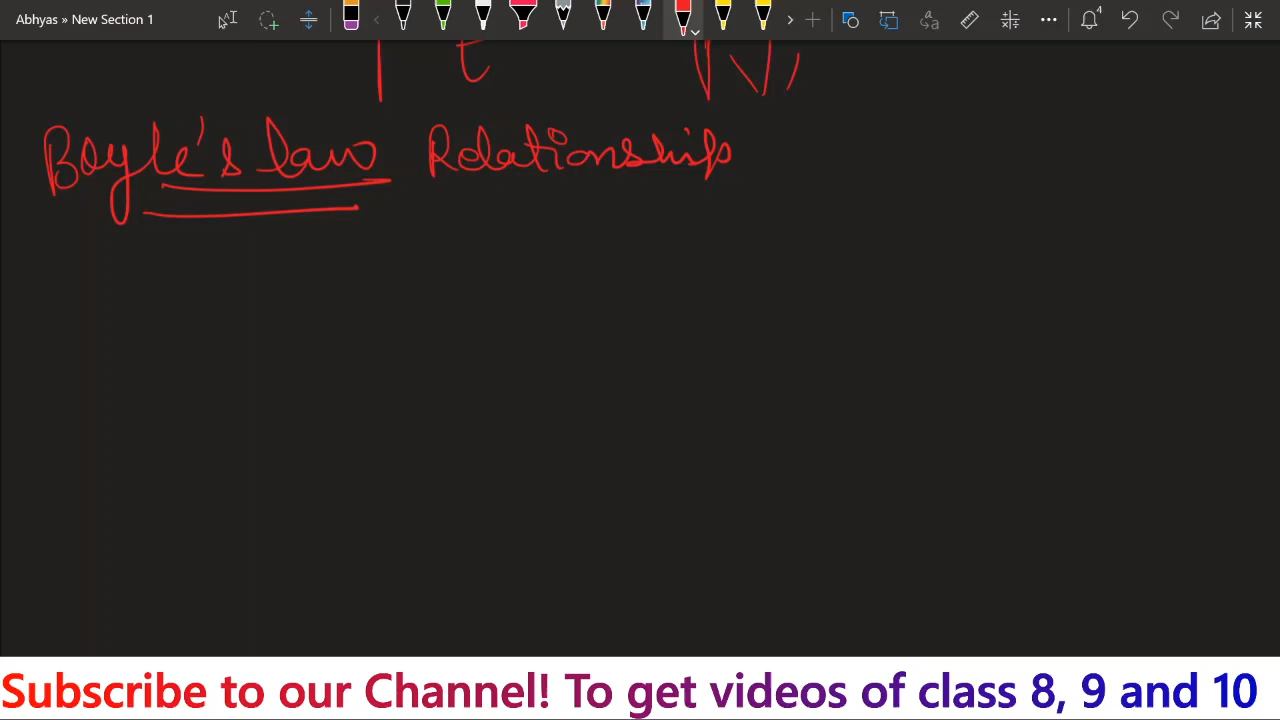 Abhyas » New Section 1
4
Boyle's law Relationship
Subscribe to our Channel! To get videos of class 8, 9 and 10